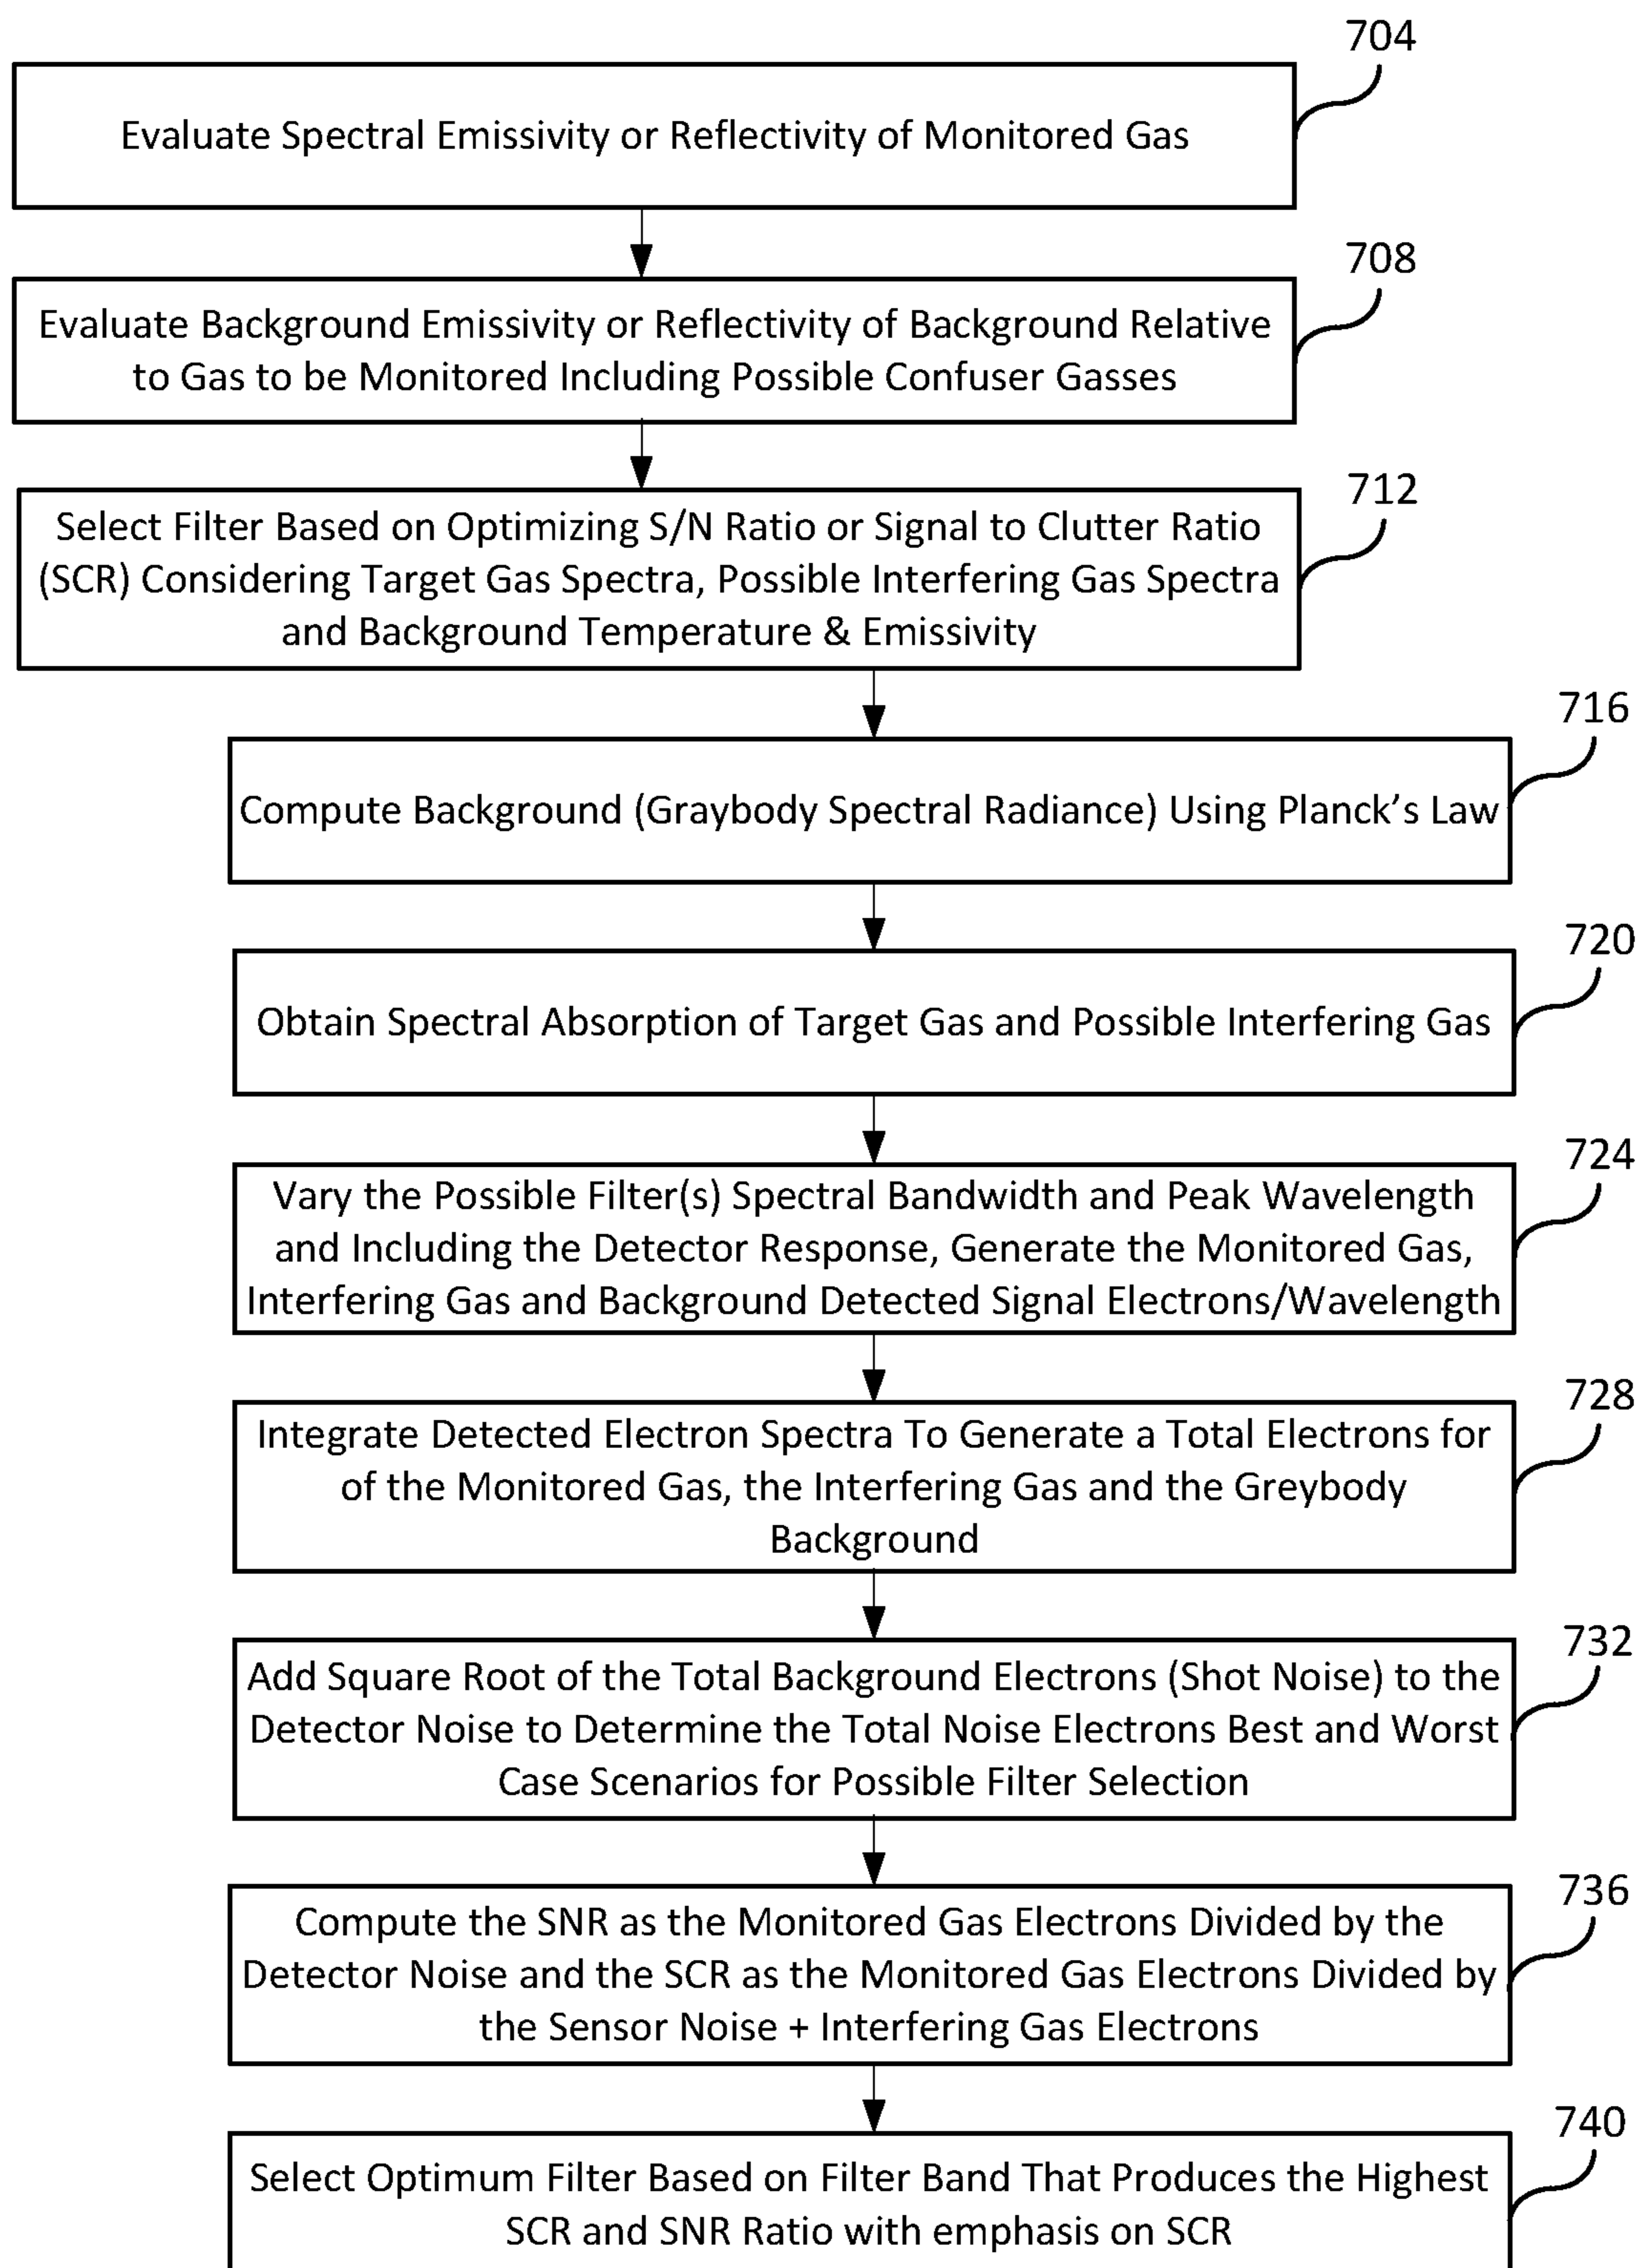 704
Evaluate Spectral Emissivity or Reflectivity of Monitored Gas
708
Evaluate Background Emissivity or Reflectivity of Background Relative
to Gas to be Monitored Including Possible Confuser Gasses
712
Select Filter Based on Optimizing S/N Ratio or Signal to Clutter Ratio
(SCR) Considering Target Gas Spectra, Possible Interfering Gas Spectra
and Background Temperature & Emissivity
716
Compute Background (Graybody Spectral Radiance) Using Planck’s Law
720
Obtain Spectral Absorption of Target Gas and Possible Interfering Gas
724
Vary the Possible Filter(s) Spectral Bandwidth and Peak Wavelength
and Including the Detector Response, Generate the Monitored Gas,
Interfering Gas and Background Detected Signal Electrons/Wavelength
728
Integrate Detected Electron Spectra To Generate a Total Electrons for
of the Monitored Gas, the Interfering Gas and the Greybody
Background
732
Add Square Root of the Total Background Electrons (Shot Noise) to the
Detector Noise to Determine the Total Noise Electrons Best and Worst
Case Scenarios for Possible Filter Selection
736
Compute the SNR as the Monitored Gas Electrons Divided by the
Detector Noise and the SCR as the Monitored Gas Electrons Divided by
the Sensor Noise + Interfering Gas Electrons
740
Select Optimum Filter Based on Filter Band That Produces the Highest
SCR and SNR Ratio with emphasis on SCR